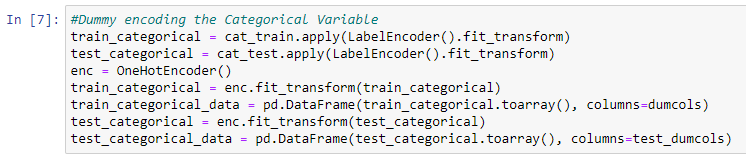 In [7]: #Dummy encoding the Categorical Variable
train_categorical = cat_train.apply(LabelEncoder().fit_transform)
test_categorical = cat_test.apply(LabelEncoder().fit_transform)
enc = OneHotEncoder()
train_categorical = enc.fit_transform(train_categorical)
train_categorical_data = pd.DataFrame(train_categorical.toarray(), columns=dumcols)
test_categorical = enc.fit_transform(test_categorical)
test_categorical_data = pd.DataFrame(test_categorical.toarray(), columns=test_dumcols)